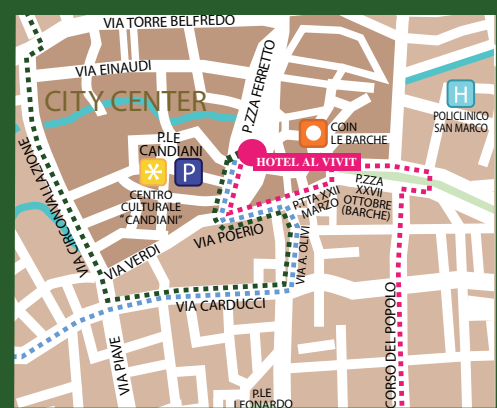 VIA TORRE BELFREDO
VIA EINAUDI
P.ZZA FERRETTO
CITY CENTER
H
POLICLINICO
SAN MARCO
COIN
LE BARCHE
P.LE
CANDIANI
P
HOTEL AL VIVIT
CENTRO
CULTURALE
“CANDIANI”
P.ZZA
XXVII
OTTOBRE
(BARCHE)
P.TTA XXII
MARZO
VIA CIRCONVALLAZIONE
VIA POERIO
VIA VERDI
VIA A. OLIVI
VIA CARDUCCI
VIA PIAVE
CORSO DEL POPOLO
P.LE
LEONARDO